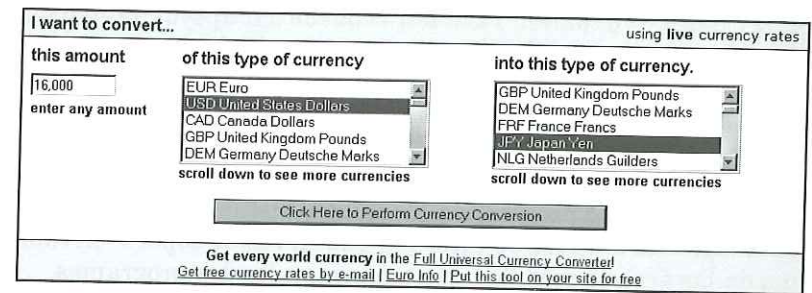 I want to convert...
using live currency rates
this amount
16,000
enter any amount
of this type of currency
EUR Euro
USD United States Dollars
CAD Canada Dollars
GBP United Kingdom Pounds
DEM Germany Deutsche Marks
scroll down to see more currencies
into this type of currency.
GBP United Kingdom Pounds
DEM Germany Deutsche Marks
FRF France Francs
JPY Japan Yen
NLG Netherlands Guilders
scroll down to see more currencies
Click Here to Perform Currency Conversion
Get every world currency in the Full Universal Currency Converter!
Get free currency rates by e-mail | Euro Info | Put this tool on your site for free